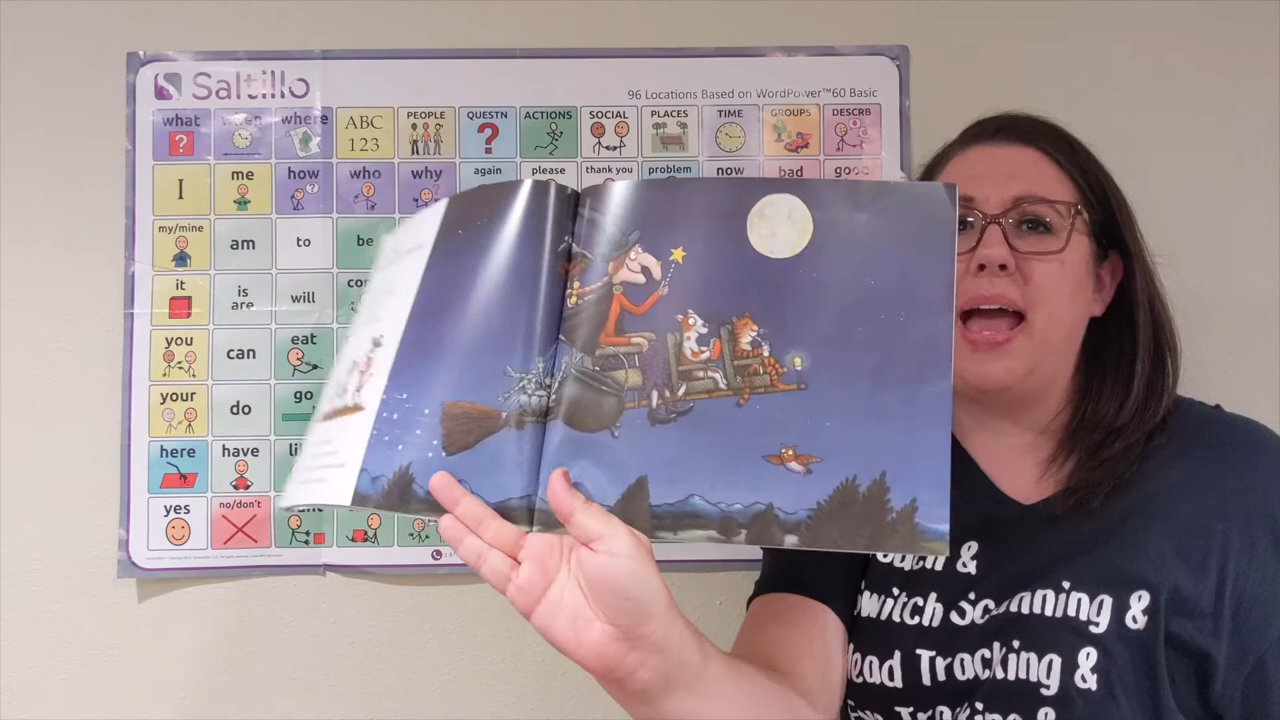 Saltillo
96 Locations Based on WordPower™60 Basic
what when where ABC 123 PEOPLE QUESTN ACTIONS SOCIAL PLACES TIME GROUPS DESCRB
I me how who why again please thank you problem now bad good
my/mine am to be
it is are will
you can eat
your do go
here have
yes no/don't
&
Switch Scanning &
Head Tracking &